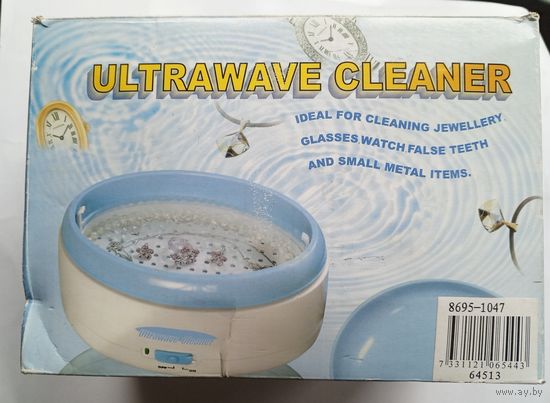 ULTRAWAVE CLEANER
IDEAL FOR CLEANING JEWELLERY.
GLASSES WATCH FALSE TEETH
AND SMALL METAL ITEMS.
8695-1047
7 331121 065443
64513
© www.ay.by